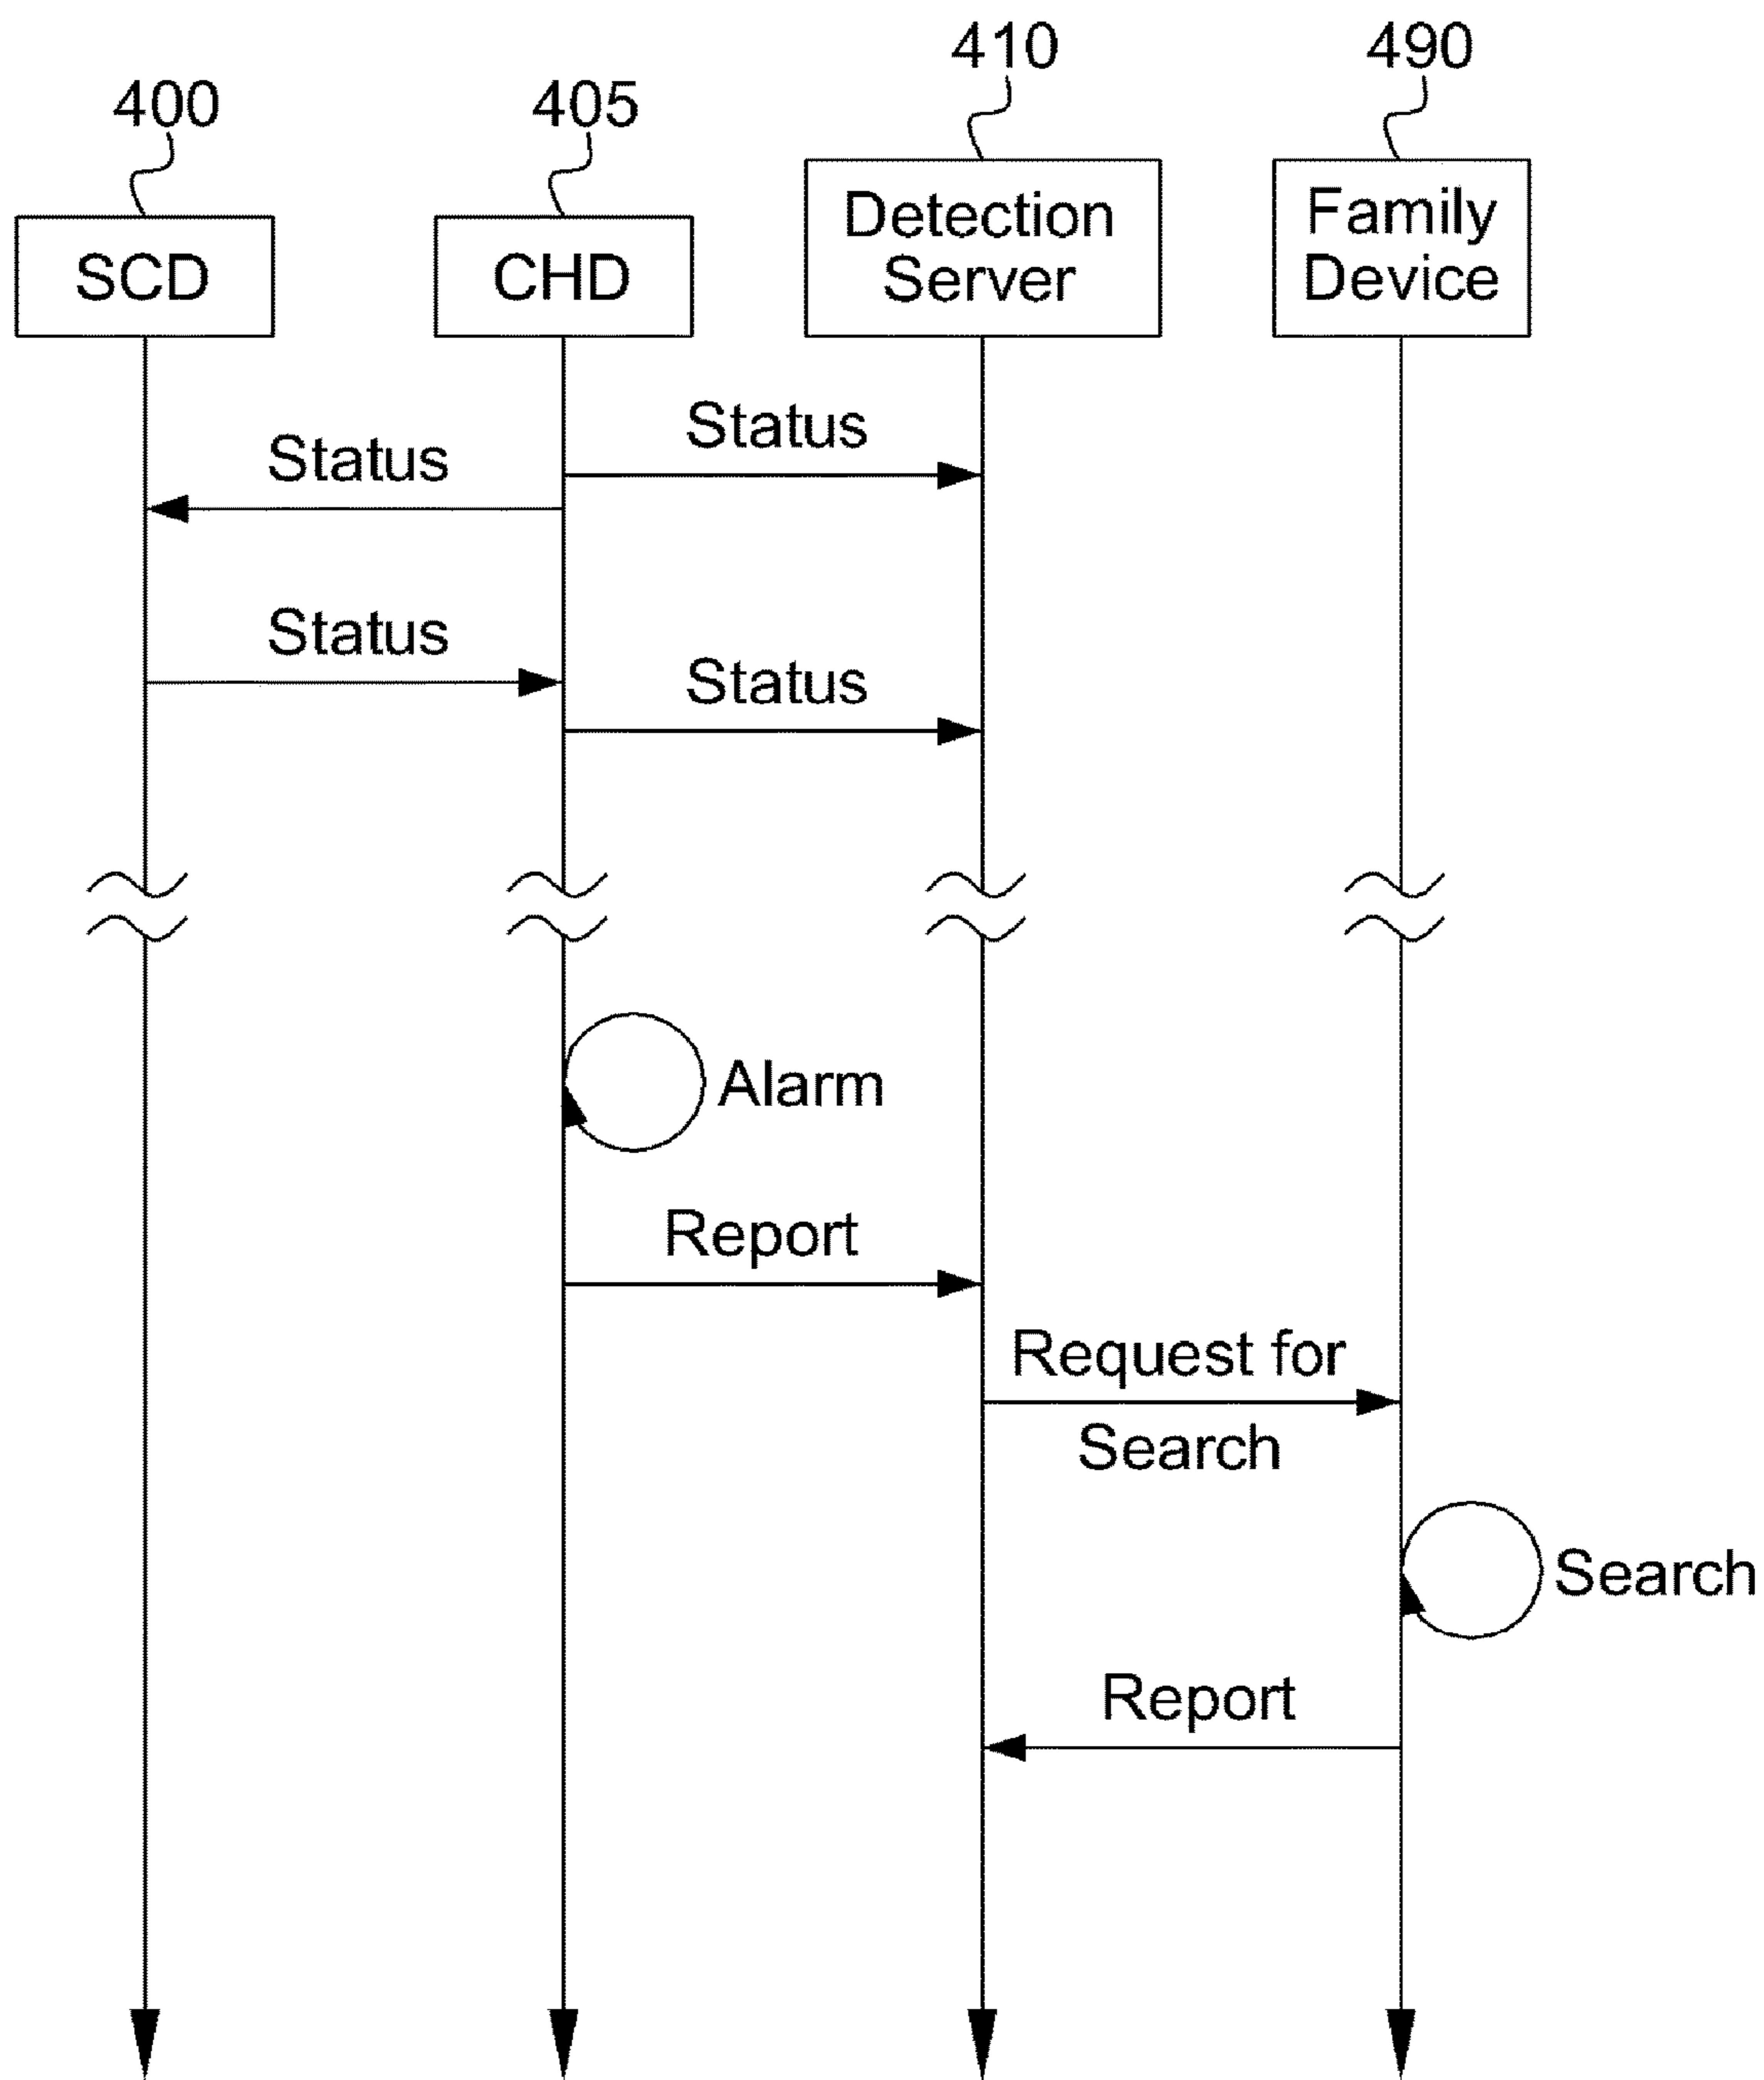 410
490
400
405
Detection
Server
Family
Device
SCD
CHD
Status
Status
Status
Status
Alarm
Report
Request for
Search
Search
Report